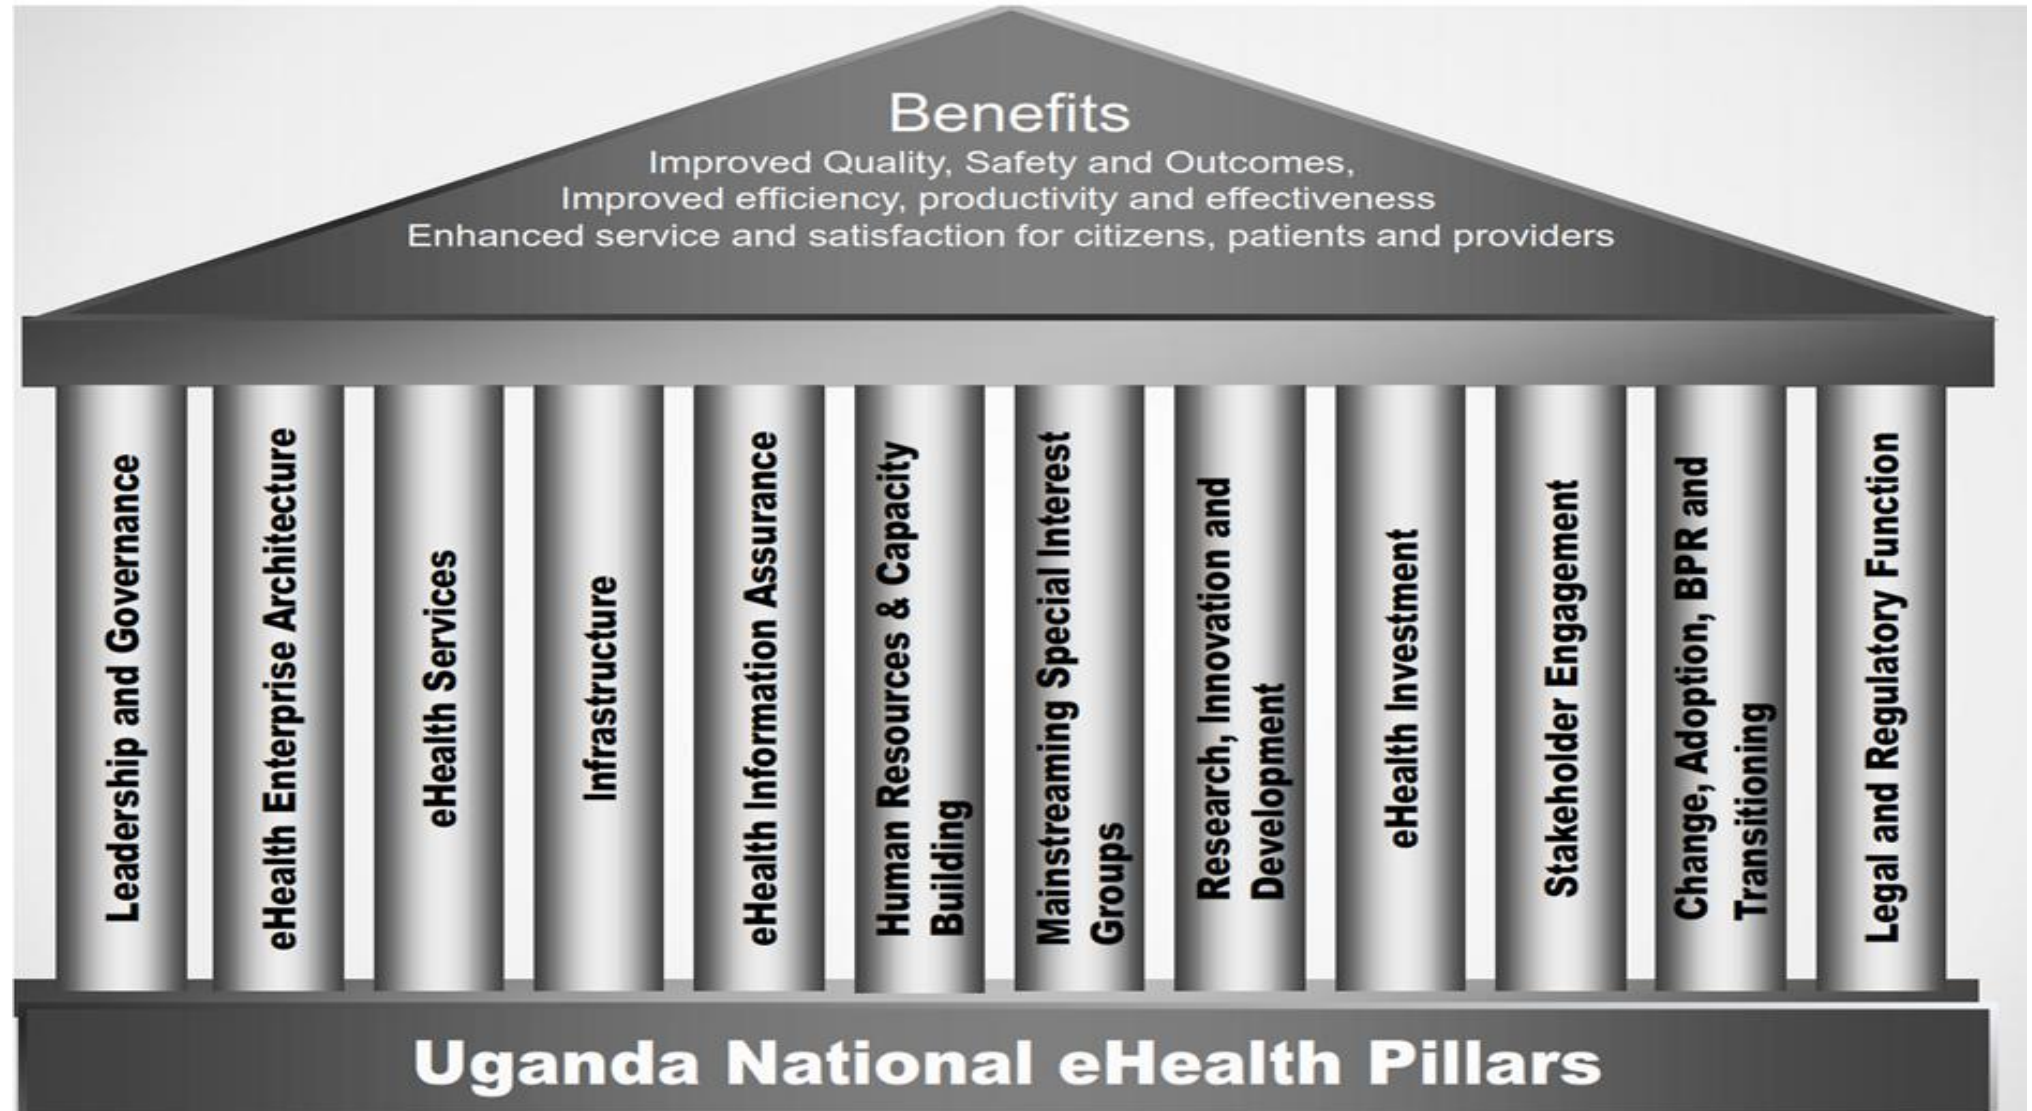 Benefits
Improved Quality, Safety and Outcomes,
Improved efficiency, productivity and effectiveness
Enhanced service and satisfaction for citizens, patients and providers
Leadership and Governance
eHealth Enterprise Architecture
eHealth Services
Infrastructure
eHealth Information Assurance
Human Resources & Capacity
Building
Mainstreaming Special Interest
Groups
Research, Innovation and
Development
eHealth Investment
Stakeholder Engagement
Change, Adoption, BPR and
Transitioning
Legal and Regulatory Function
Uganda National eHealth Pillars